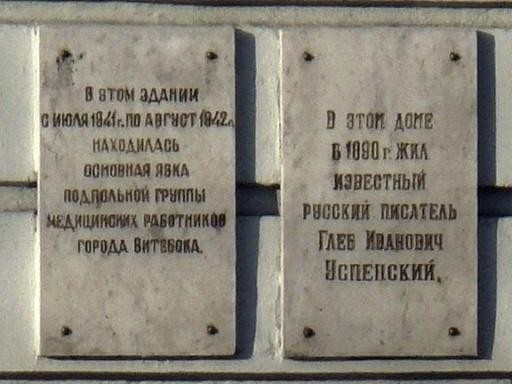 В ЭТОМ ЗДАНИИ
С ИЮЛЯ 1941 г. ПО АВГУСТ 1942 г.
НАХОДИЛАСЬ
ОСНОВНАЯ ЯВКА
ПОДПОЛЬНОЙ ГРУППЫ
МЕДИЦИНСКИХ РАБОТНИКОВ
ГОРОДА ВИТЕБСКА.
В ЭТОМ ДОМЕ
В 1890 г. ЖИЛ
ИЗВЕСТНЫЙ
РУССКИЙ ПИСАТЕЛЬ
ГЛЕБ ИВАНОВИЧ
УСПЕНСКИЙ.